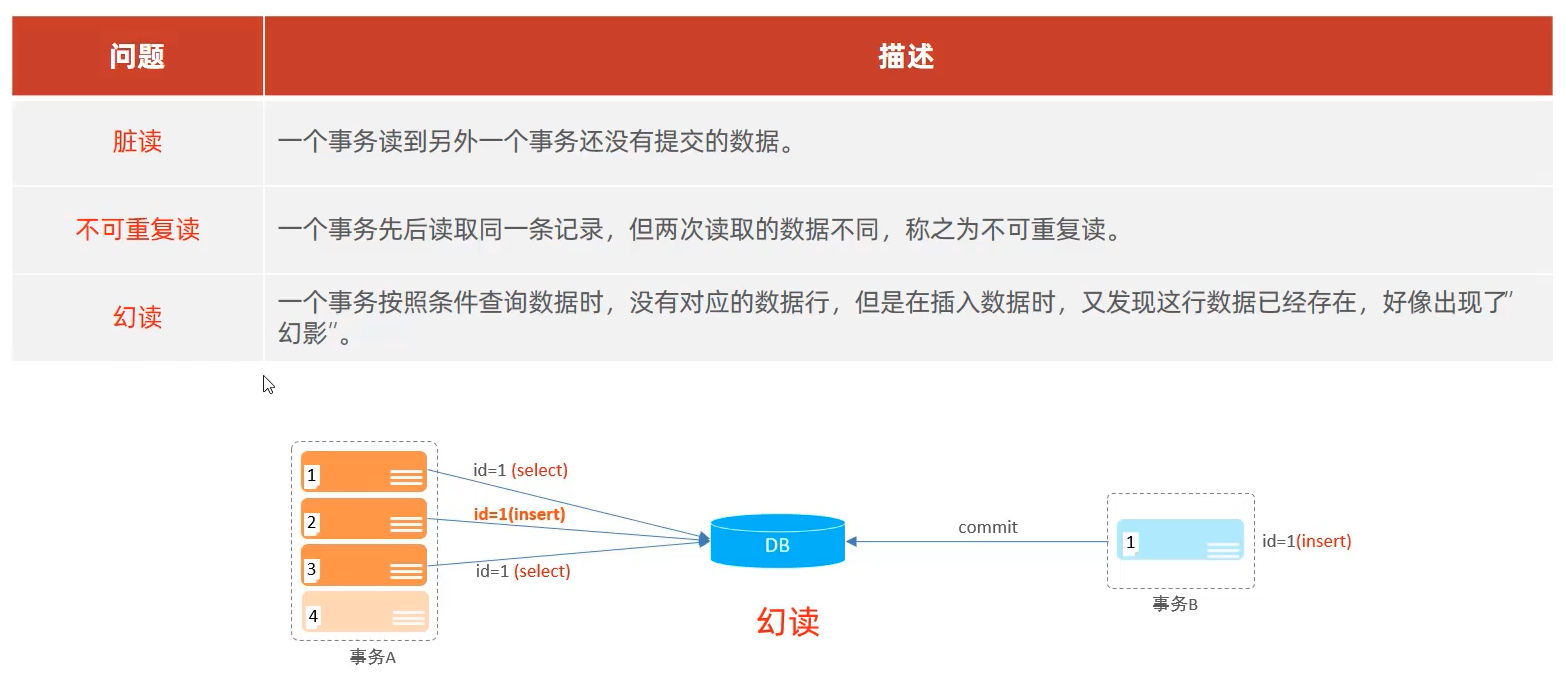 问题
描述
脏读
一个事务读到另外一个事务还没有提交的数据。
不可重复读
一个事务先后读取同一条记录，但两次读取的数据不同，称之为不可重复读。
幻读
一个事务按照条件查询数据时，没有对应的数据行，但是在插入数据时，又发现这行数据已经存在，好像出现了”
幻影”。
1
id=1 (select)
2
id=1(insert)
3
id=1 (select)
4
事务A
DB
commit
1
id=1(insert)
事务B
幻读